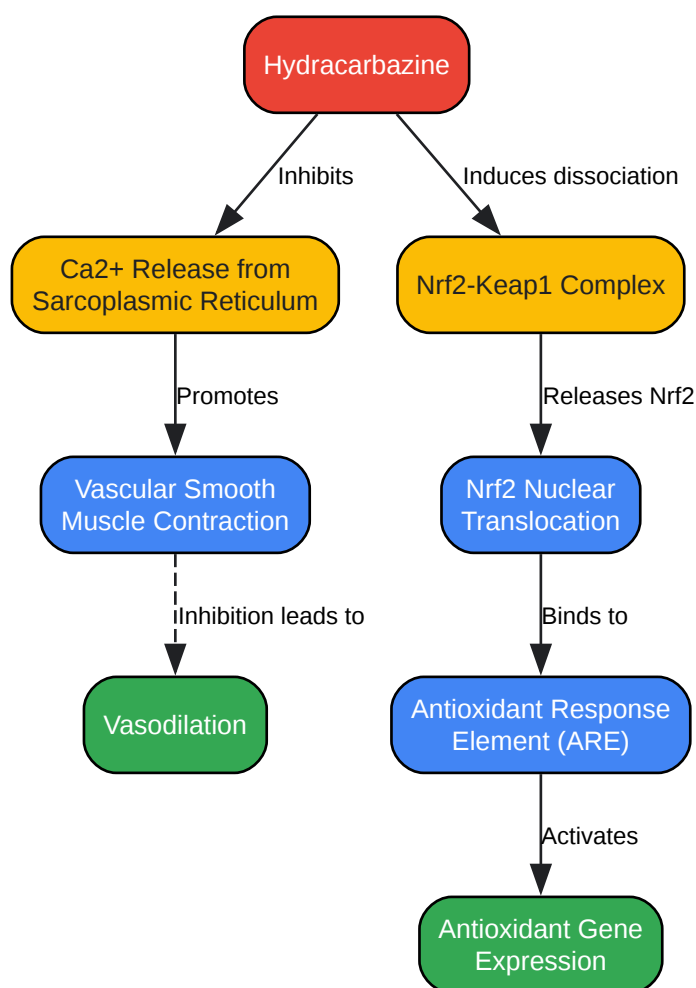 Hydracarbazine
Inhibits
Induces dissociation
Ca2+ Release from
Sarcoplasmic Reticulum
Nrf2-Keap1 Complex
Promotes
Releases Nrf2
Vascular Smooth
Muscle Contraction
Nrf2 Nuclear
Translocation
Inhibition leads to
Binds to
Vasodilation
Antioxidant Response
Element (ARE)
Activates
Antioxidant Gene
Expression